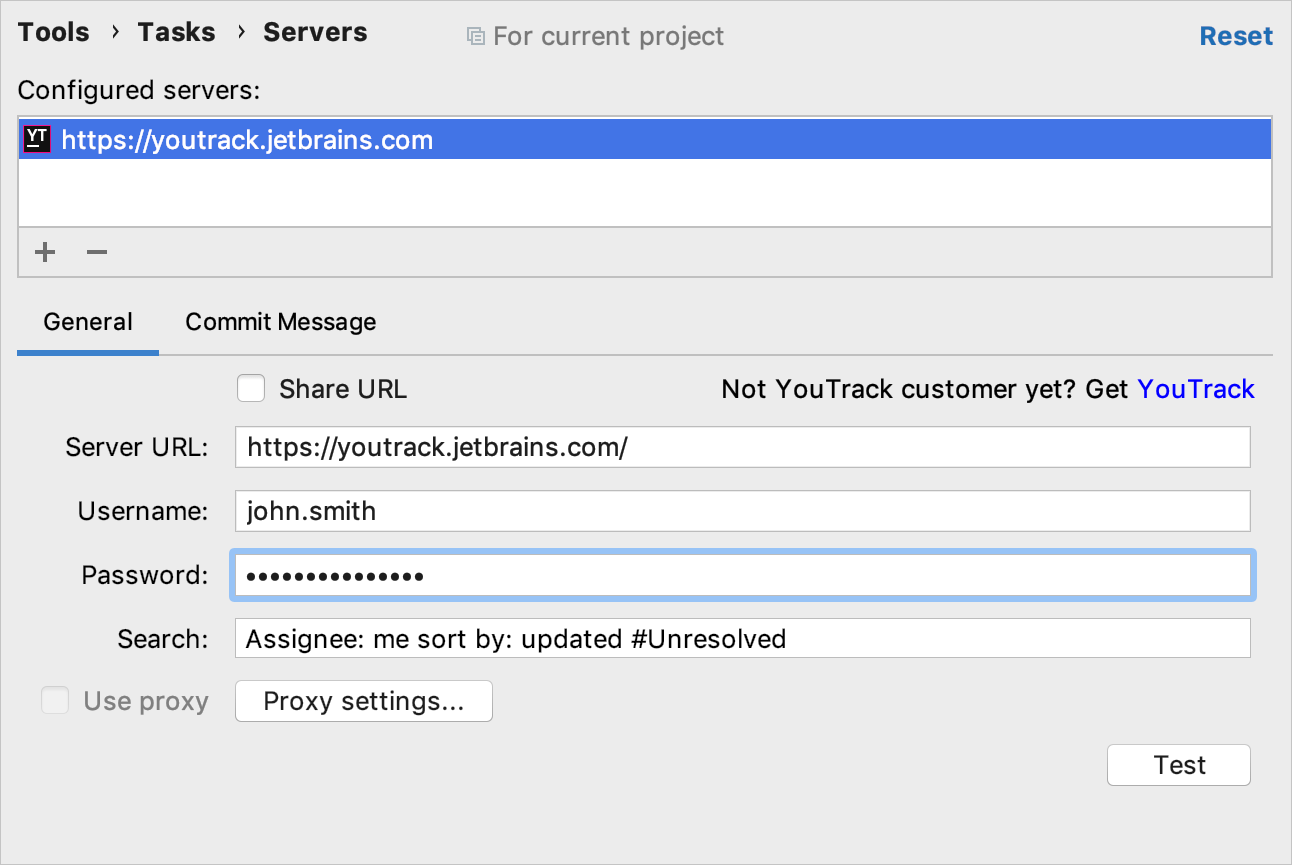 Tools › Tasks › Servers For current project Reset
Configured servers:
YT https://youtrack.jetbrains.com
General Commit Message
Share URL Not YouTrack customer yet? Get YouTrack
Server URL: https://youtrack.jetbrains.com/
Username: john.smith
Password: •••••••••••••••
Search: Assignee: me sort by: updated #Unresolved
Use proxy Proxy settings...
Test